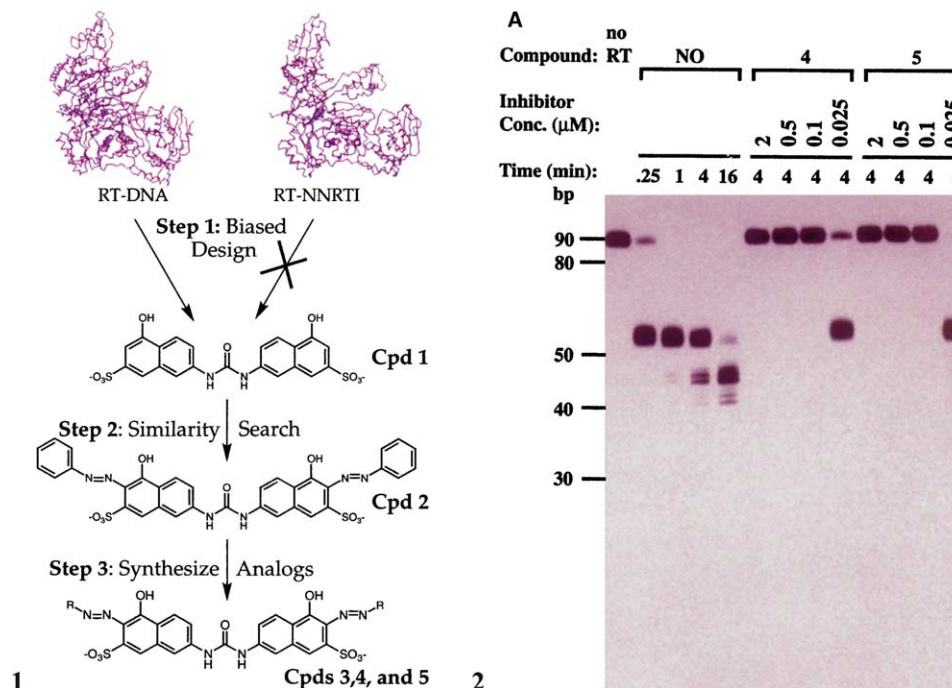 RT-DNA
RT-NNRTI
Step 1: Biased
Design
OH
OH
O
-O3S
N
H
N
H
SO3-
Cpd 1
Step 2: Similarity Search
N=N
OH
OH
N=N
O
-O3S
N
H
N
H
SO3-
Cpd 2
Step 3: Synthesize Analogs
R
N=N
OH
OH
N=N
R
O
-O3S
N
H
N
H
SO3-
Cpds 3,4, and 5
1
A
no
Compound: RT NO 4 5
Inhibitor
Conc. (μM): 2 0.5 0.1 0.025 2 0.5 0.1
Time (min): .25 1 4 16 4 4 4 4 4 4 4
bp
90
80
50
40
30
2